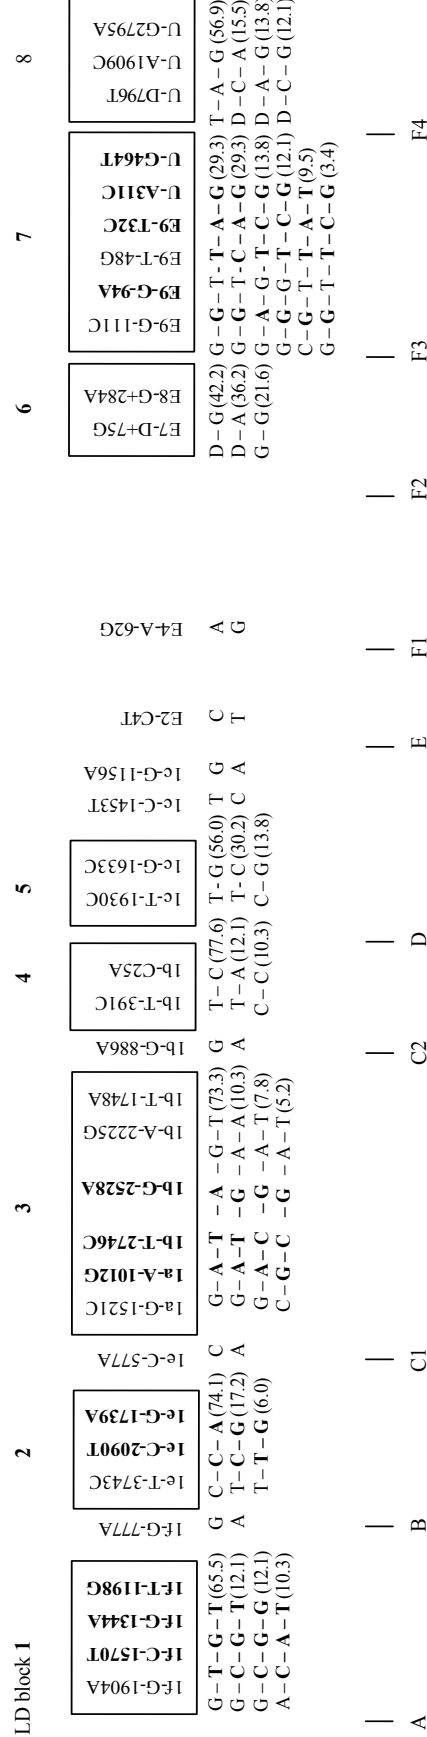 LD block 1 2 3 4 5 6 7 8
1f-G-1904A
1f-C-1570T
1f-G-1344A
1f-T-1198G
1f-G-777A
1e-T-3743C
1e-C-2090T
1e-G-1739A
1e-C-577A
1a-G-1521C
1a-A-1012G
1b-T-2746C
1b-G-2528A
1b-A-2225G
1b-T-1748A
1b-G-886A
1b-T-391C
1b-C25A
1c-T-1930C
1c-G-1633C
1c-C-1453T
1c-G-1156A
E2-C4T
E4-A-62G
E7-D+75G
E8-G+284A
E9-G-111C
E9-G-94A
E9-T-48G
E9-T32C
U-A311C
U-G464T
U-D796T
U-A1909C
U-G2795A
G – T – G – T (65.5) G C – C – A (74.1) C G – A – T – A – G – T (73.3) G T – C (77.6) T - G (56.0) T G C A D – G (42.2) G – G – T - T – A – G (29.3) T – A – G (56.9)
G – C – G – T (12.1) A T – C – G (17.2) A G – A – T – G – A – A (10.3) A T – A (12.1) T - C (30.2) C A T G D – A (36.2) G – G – T - C – A – G (29.3) D – C – A (15.5)
G – C – G – G (12.1) T – T – G (6.0) G – A – C – G – A – T (7.8) C – C (10.3) C – G (13.8) G – G (21.6) G – A – G - T – C – G (13.8) D – A – G (13.8)
A – C – A – T (10.3) C – G – C – G – A – T (5.2) G – G – G – T – C – G (12.1) D – C – G (12.1)
C – G – T – T – A – T (9.5)
G – G – T – T – C – G (3.4)
A B C1 C2 D E F1 F2 F3 F4